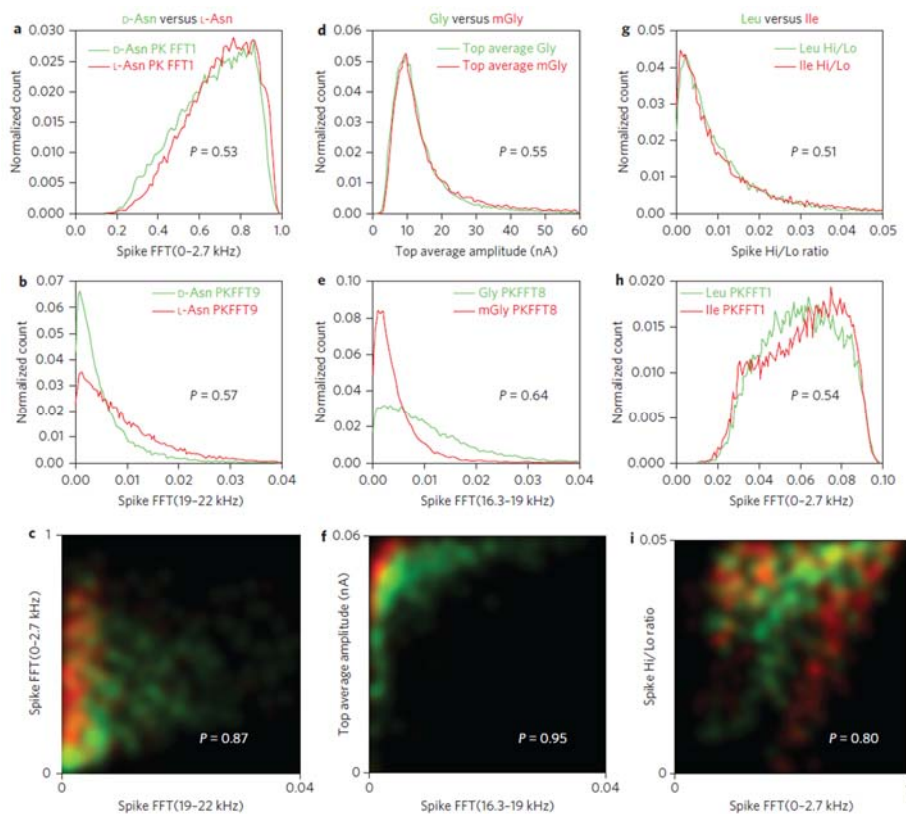 D-Asn versus L-Asn
a
D-Asn PK FFT1
L-Asn PK FFT1
P = 0.53
Normalized count
0.030
0.025
0.020
0.015
0.010
0.005
0.000
0.0 0.2 0.4 0.6 0.8 1.0
Spike FFT(0–2.7 kHz)
Gly versus mGly
d
Top average Gly
Top average mGly
P = 0.55
Normalized count
0.06
0.05
0.04
0.03
0.02
0.01
0.00
0 10 20 30 40 50 60
Top average amplitude (nA)
Leu versus Ile
g
Leu Hi/Lo
Ile Hi/Lo
P = 0.51
Normalized count
0.05
0.04
0.03
0.02
0.01
0.00
0.00 0.01 0.02 0.03 0.04 0.05
Spike Hi/Lo ratio
b
D-Asn PKFFT9
L-Asn PKFFT9
P = 0.57
Normalized count
0.07
0.06
0.05
0.04
0.03
0.02
0.01
0.00
0.00 0.01 0.02 0.03 0.04
Spike FFT(19–22 kHz)
e
Gly PKFFT8
mGly PKFFT8
P = 0.64
Normalized count
0.10
0.08
0.06
0.04
0.02
0.00
0.00 0.01 0.02 0.03 0.04
Spike FFT(16.3–19 kHz)
h
Leu PKFFT1
Ile PKFFT1
P = 0.54
Normalized count
0.020
0.015
0.010
0.005
0.000
0.00 0.02 0.04 0.06 0.08 0.10
Spike FFT(0–2.7 kHz)
c
1
Spike FFT(0–2.7 kHz)
P = 0.87
0
0 0.04
Spike FFT(19–22 kHz)
f
0.06
Top average amplitude (nA)
P = 0.95
0
0 0.04
Spike FFT(16.3–19 kHz)
i
0.05
Spike Hi/Lo ratio
P = 0.80
0
0
Spike FFT(0–2.7 kHz)